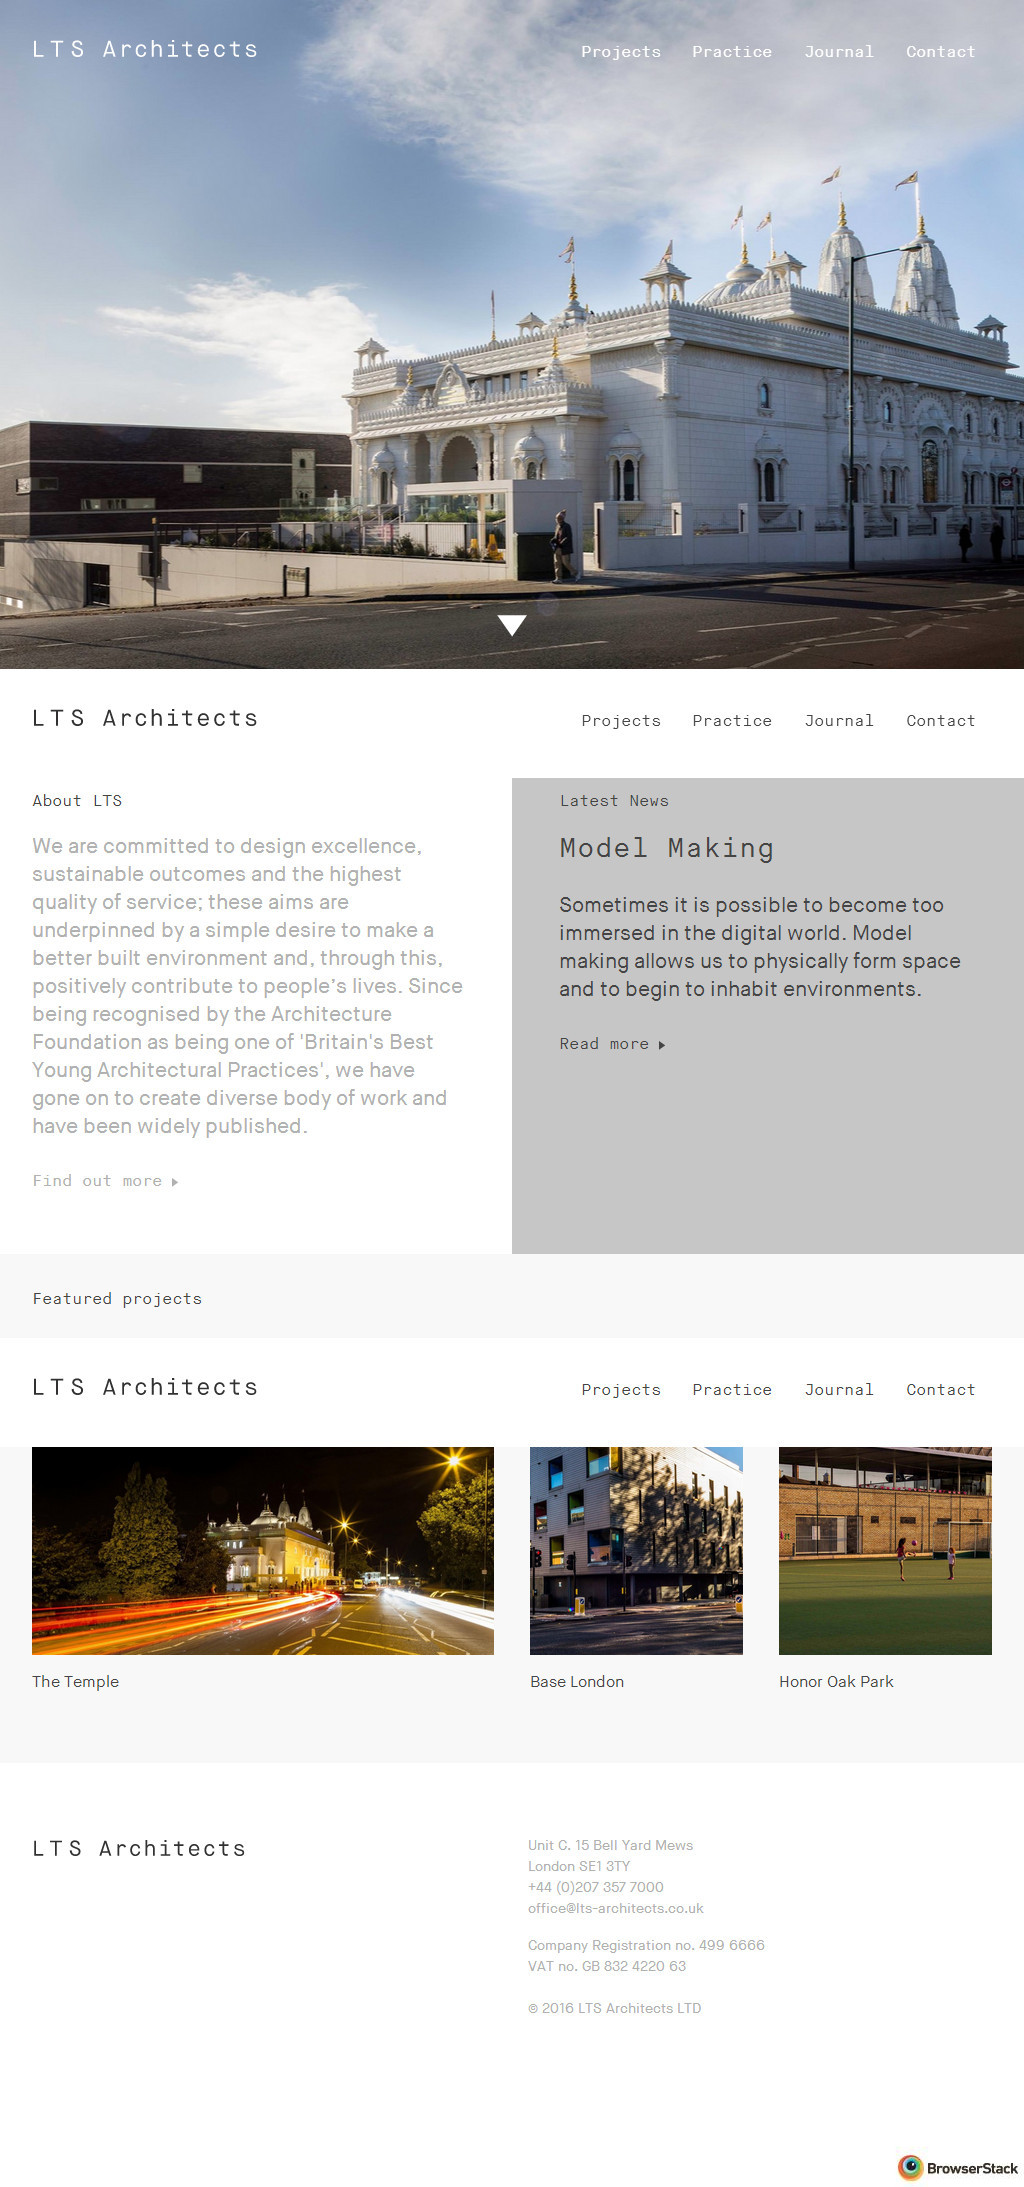 LTS Architects
Projects Practice Journal Contact
LTS Architects
Projects Practice Journal Contact
About LTS
We are committed to design excellence,
sustainable outcomes and the highest
quality of service; these aims are
underpinned by a simple desire to make a
better built environment and, through this,
positively contribute to people’s lives. Since
being recognised by the Architecture
Foundation as being one of 'Britain's Best
Young Architectural Practices', we have
gone on to create diverse body of work and
have been widely published.
Find out more
Latest News
Model Making
Sometimes it is possible to become too
immersed in the digital world. Model
making allows us to physically form space
and to begin to inhabit environments.
Read more
Featured projects
LTS Architects
Projects Practice Journal Contact
The Temple
Base London
Honor Oak Park
LTS Architects
Unit C. 15 Bell Yard Mews
London SE1 3TY
+44 (0)207 357 7000
office@lts-architects.co.uk
Company Registration no. 499 6666
VAT no. GB 832 4220 63
© 2016 LTS Architects LTD
BrowserStack